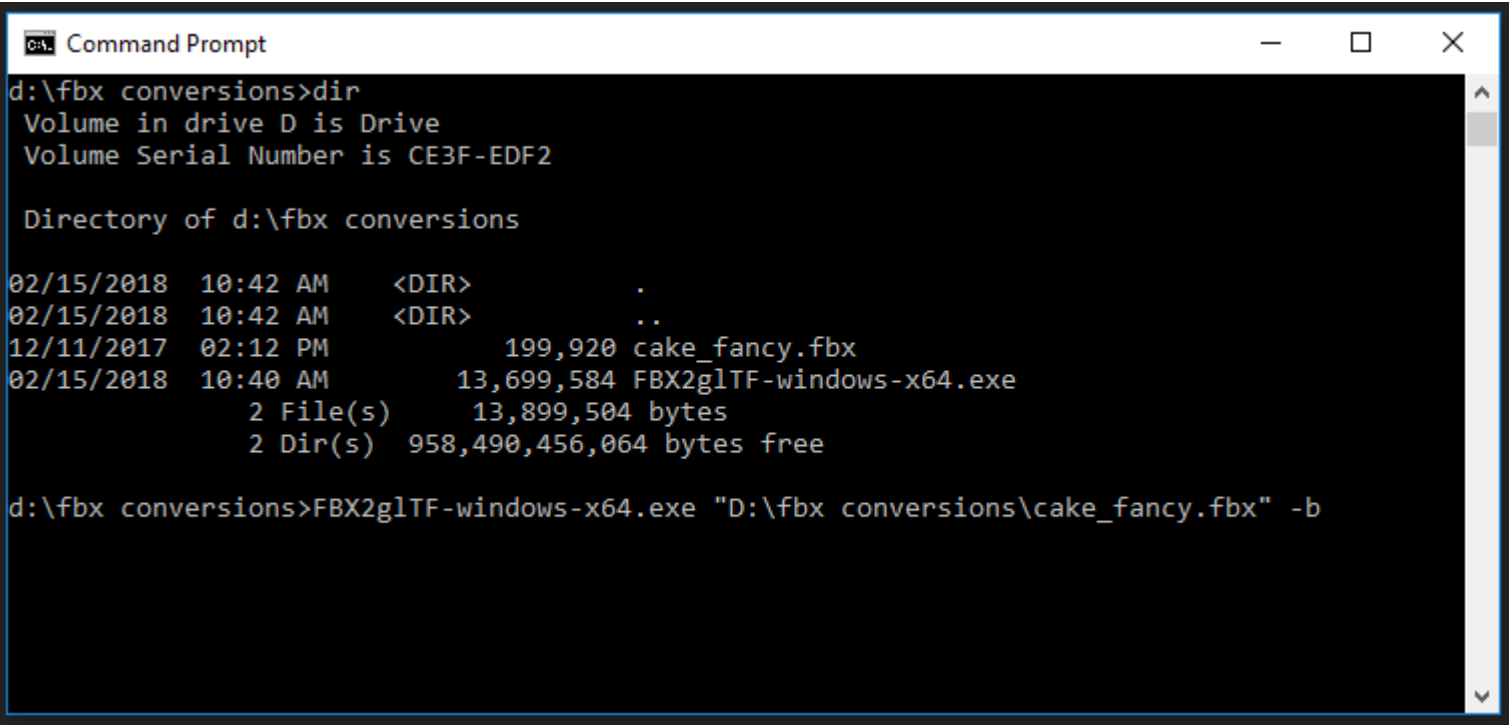 Command Prompt
d:\fbx conversions>dir
 Volume in drive D is Drive
 Volume Serial Number is CE3F-EDF2
 Directory of d:\fbx conversions
02/15/2018  10:42 AM    <DIR>          .
02/15/2018  10:42 AM    <DIR>          ..
12/11/2017  02:12 PM           199,920 cake_fancy.fbx
02/15/2018  10:40 AM        13,699,584 FBX2glTF-windows-x64.exe
               2 File(s)     13,899,504 bytes
               2 Dir(s)  958,490,456,064 bytes free
d:\fbx conversions>FBX2glTF-windows-x64.exe "D:\fbx conversions\cake_fancy.fbx" -b